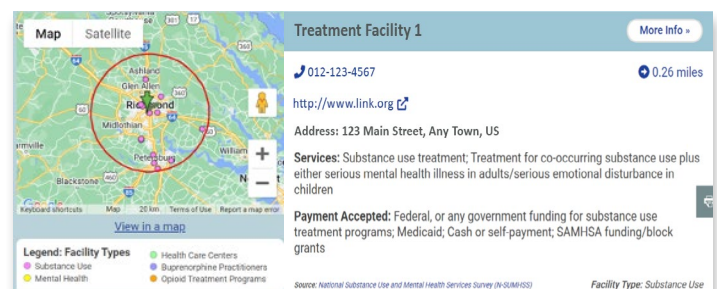 Map Satellite
Ashland
Glen Allen
Richmond
Midlothian
Petersburg
Blackstone
William
Keyboard shortcuts Map 20 km Terms of Use Report a map error
View in a map
Legend: Facility Types
Substance Use
Mental Health
Health Care Centers
Buprenorphine Practitioners
Opioid Treatment Programs
Treatment Facility 1
More Info »
012-123-4567
0.26 miles
http://www.link.org
Address: 123 Main Street, Any Town, US
Services: Substance use treatment; Treatment for co-occurring substance use plus
either serious mental health illness in adults/serious emotional disturbance in
children
Payment Accepted: Federal, or any government funding for substance use
treatment programs; Medicaid; Cash or self-payment; SAMHSA funding/block
grants
Source: National Substance Use and Mental Health Services Survey (N-SUMHSS)
Facility Type: Substance Use